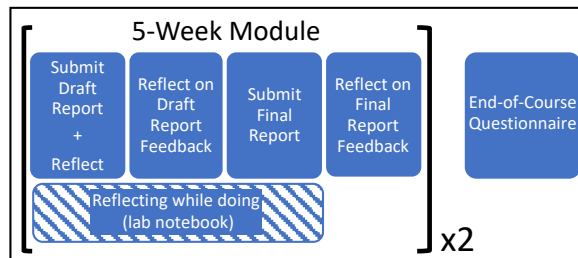 5-Week Module
Submit
Draft
Report
+
Reflect
Reflect on
Draft
Report
Feedback
Submit
Final
Report
Reflect on
Final
Report
Feedback
End-of-Course
Questionnaire
Reflecting while doing
(lab notebook)
x2